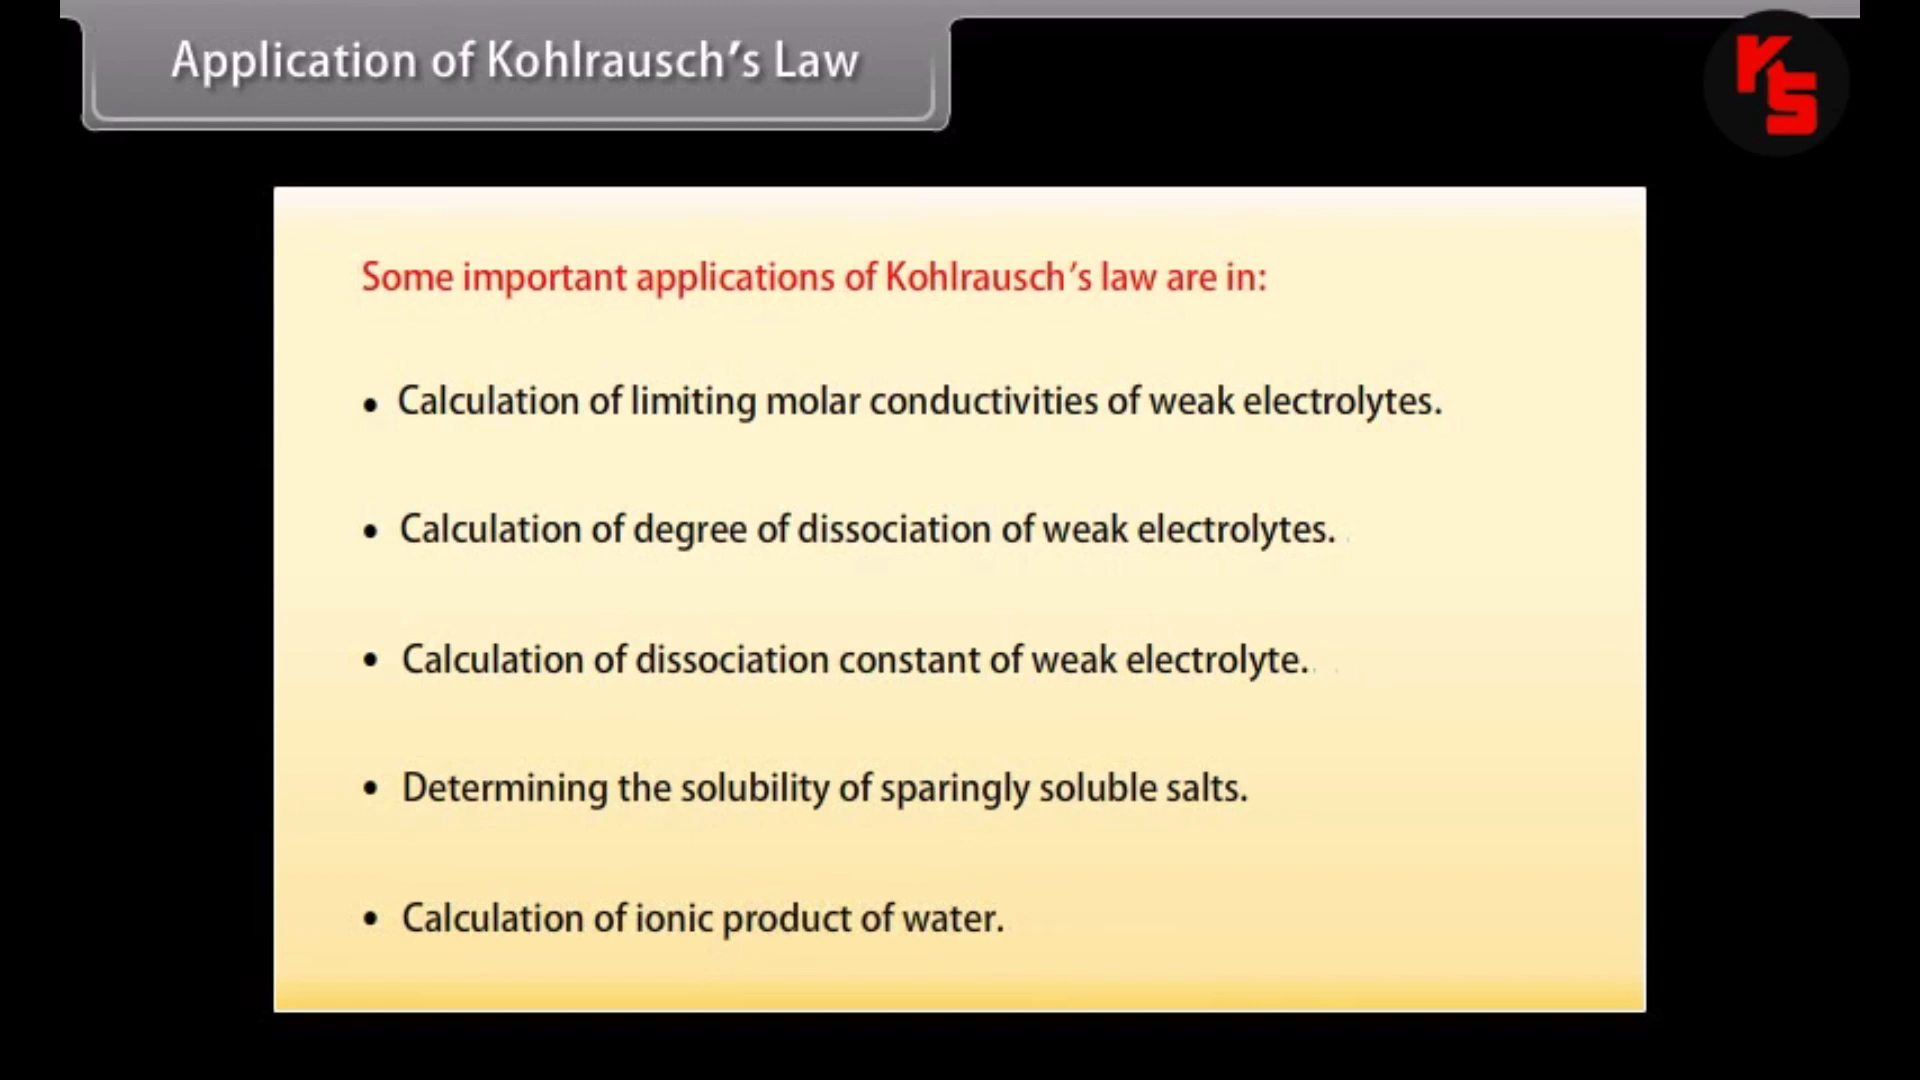 Application of Kohlrausch's Law
KS
Some important applications of Kohlrausch's law are in:
• Calculation of limiting molar conductivities of weak electrolytes.
• Calculation of degree of dissociation of weak electrolytes.
• Calculation of dissociation constant of weak electrolyte.
• Determining the solubility of sparingly soluble salts.
• Calculation of ionic product of water.